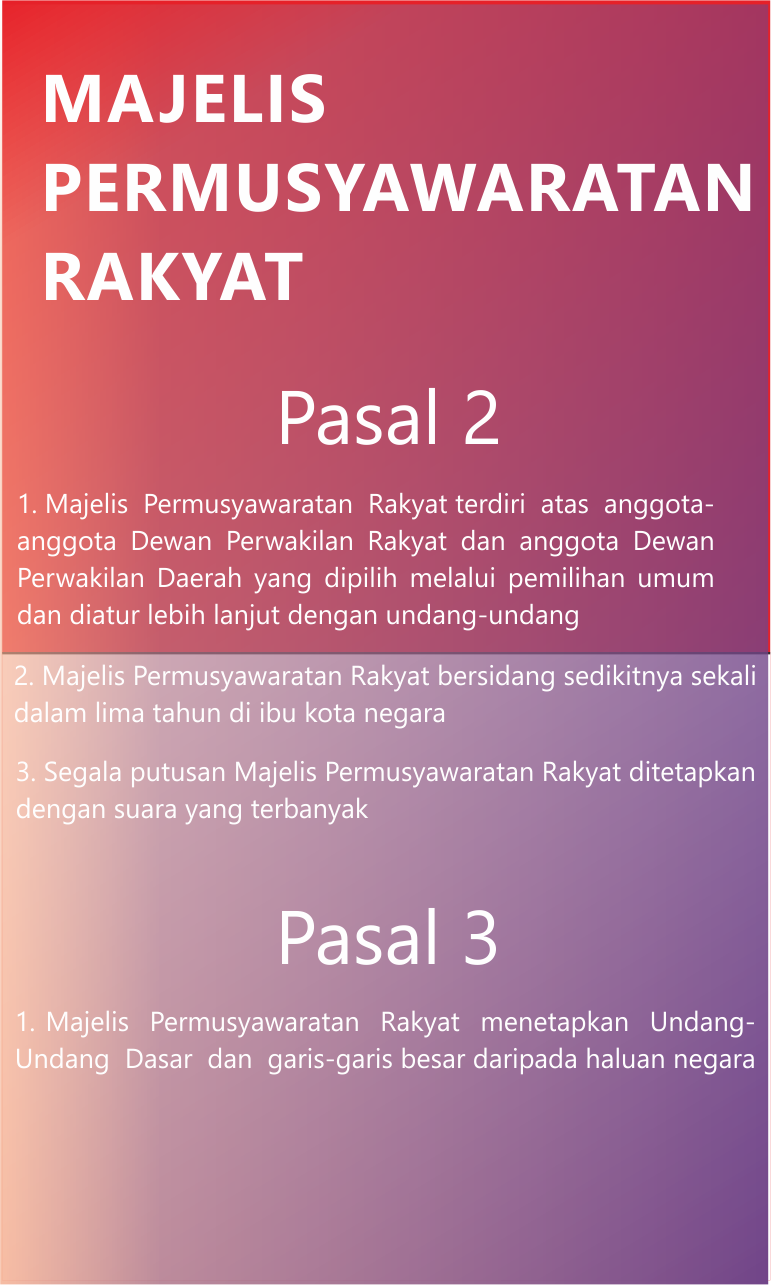 MAJELIS
PERMUSYAWARATAN
RAKYAT
Pasal 2
1. Majelis Permusyawaratan Rakyat terdiri atas anggota-
anggota Dewan Perwakilan Rakyat dan anggota Dewan
Perwakilan Daerah yang dipilih melalui pemilihan umum
dan diatur lebih lanjut dengan undang-undang
2. Majelis Permusyawaratan Rakyat bersidang sedikitnya sekali
dalam lima tahun di ibu kota negara
3. Segala putusan Majelis Permusyawaratan Rakyat ditetapkan
dengan suara yang terbanyak
Pasal 3
1. Majelis Permusyawaratan Rakyat menetapkan Undang-
Undang Dasar dan garis-garis besar daripada haluan negara